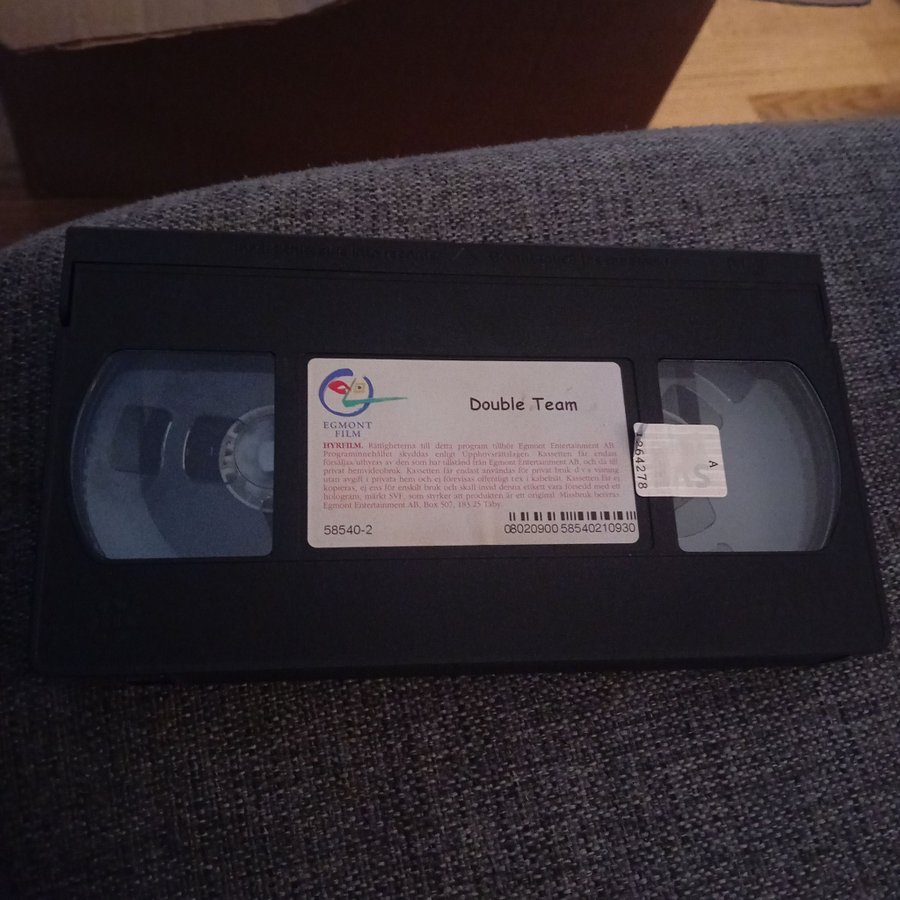 Double Team
EGMONT
FILM
HYRFILM. Rättigheterna till detta program tillhör Egmont Entertainment AB.
Programinnehållet skyddas enligt Upphovsrättslagen. Kassetten får endast
försäljas/uthyras av den som har tillstånd från Egmont Entertainment AB, och då till
privat hemvideobruk. Kassetten får endast användas för privat bruk d v s visning
utan avgift i privata hem och ej förevisas offentligt t ex i kabelnät. Kassetten får ej
kopieras, ej ens för enskilt bruk och skall invid denna etikett vara försedd med ett
hologram, märkt SVF, som styrker att produkten är ett original. Missbruk beivras.
Egmont Entertainment AB, Box 507, 183 25 Täby.
58540-2
08020900 58540210930
A
1264278